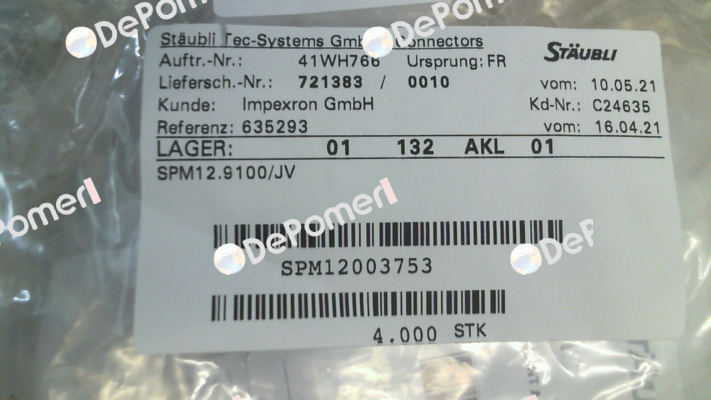 DePomerl DePomerl
Stäubli Tec-Systems GmbH Connectors
STÄUBLI
Auftr.-Nr.: 41WH766 Ursprung: FR
Liefersch.-Nr.: 721383 / 0010 vom: 10.05.21
Kunde: Impexron GmbH Kd-Nr.: C24635
Referenz: 635293 vom: 16.04.21
LAGER: 01 132 AKL 01
SPM12.9100/JV
DePomerl
DePomerl DePomerl
SPM12003753
4.000 STK